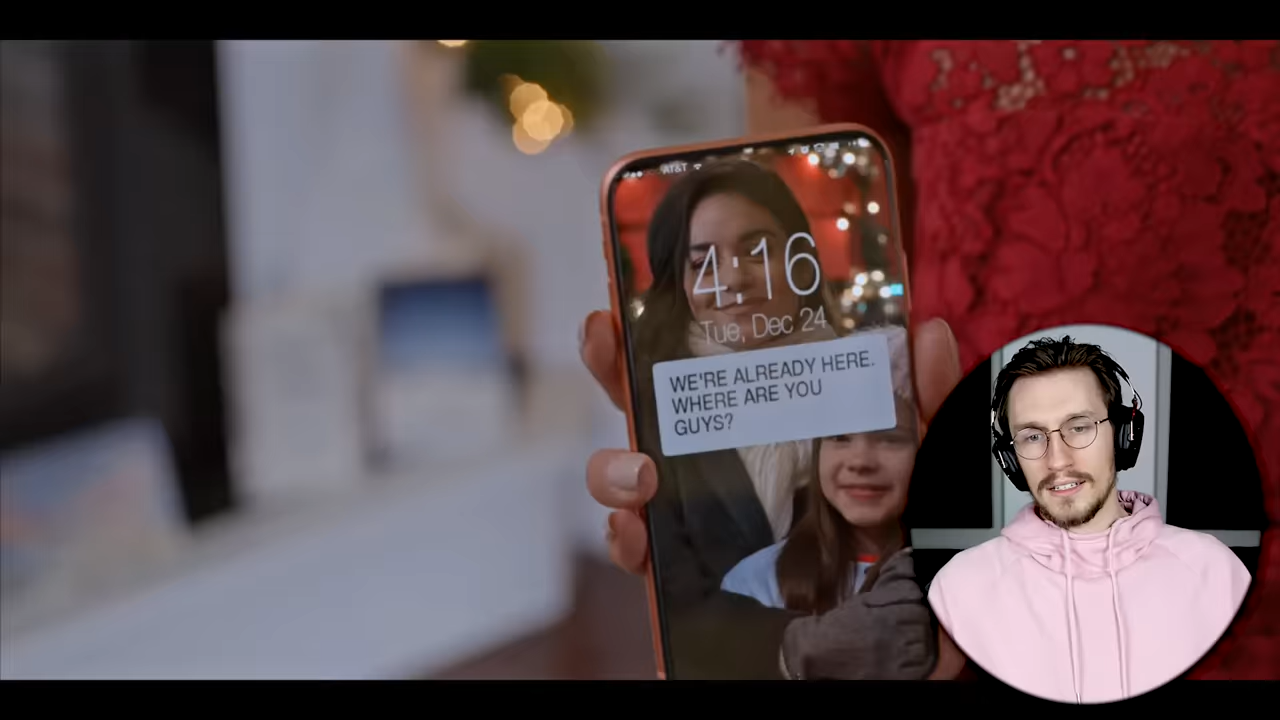 AT&T
4:16
Tue, Dec 24
WE'RE ALREADY HERE.
WHERE ARE YOU
GUYS?